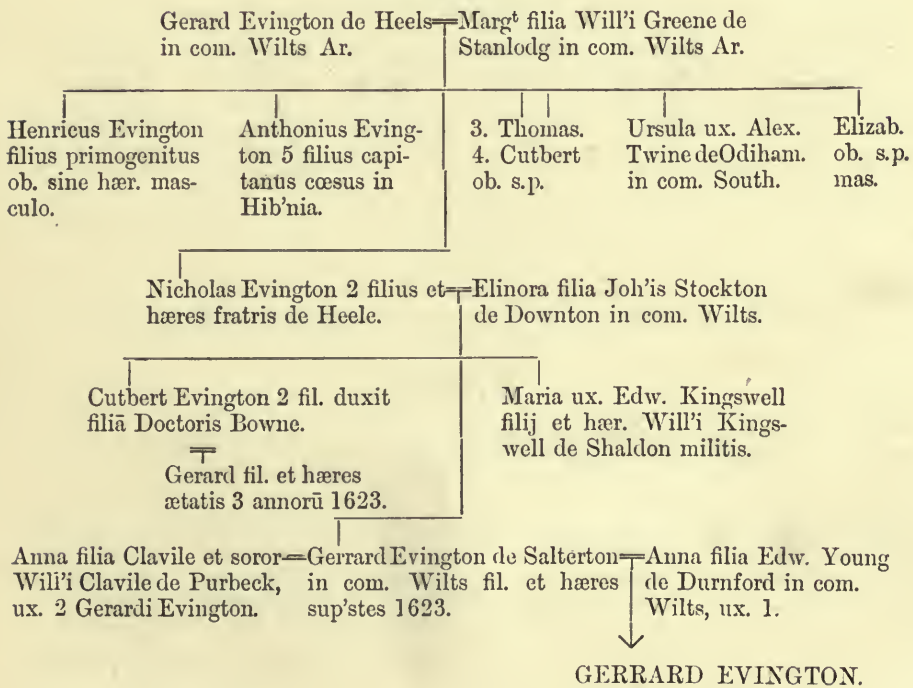 Gerard Evington de Heels
in com. Wilts Ar.
Margᵗ filia Will'i Greene de
Stanlodg in com. Wilts Ar.
Henricus Evington
filius primogenitus
ob. sine hær. mas-
culo.
Anthonius Eving-
ton 5 filius capi-
tanus cœsus in
Hib'nia.
3. Thomas.
4. Cutbert
ob. s.p.
Ursula ux. Alex.
Twine de Odiham.
in com. South.
Elizab.
ob. s.p.
mas.
Nicholas Evington 2 filius et
hæres fratris de Heele.
Elinora filia Joh'is Stockton
de Downton in com. Wilts.
Cutbert Evington 2 fil. duxit
filiā Doctoris Bowne.
Gerard fil. et hæres
ætatis 3 annorū 1623.
Maria ux. Edw. Kingswell
filij et hær. Will'i Kings-
well de Shaldon militis.
Anna filia Clavile et soror
Will'i Clavile de Purbeck,
ux. 2 Gerardi Evington.
Gerrard Evington de Salterton
in com. Wilts fil. et hæres
sup'stes 1623.
Anna filia Edw. Young
de Durnford in com.
Wilts, ux. 1.
GERRARD EVINGTON.